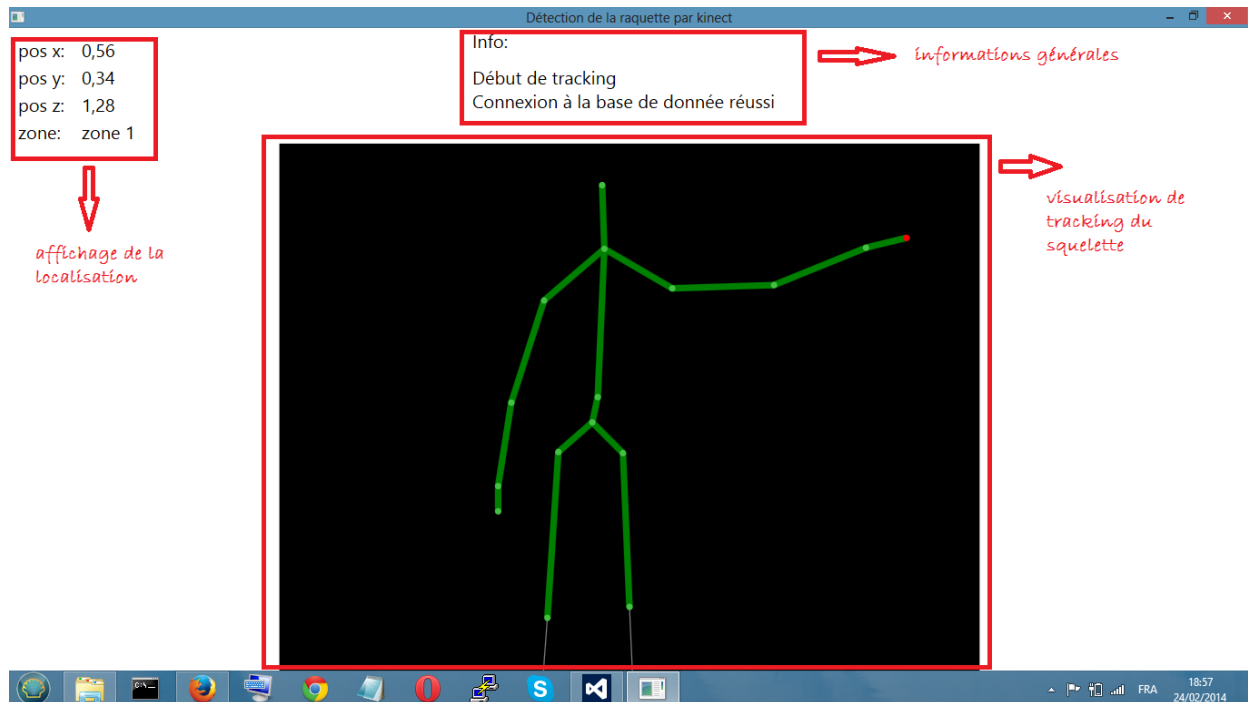 Détection de la raquette par kinect
pos x: 0,56
pos y: 0,34
pos z: 1,28
zone: zone 1
Info:
Début de tracking
Connexion à la base de donnée réussi
informations générales
affichage de la
localisation
visualisation de
tracking du
squelette
C:\_
S
FRA
18:57
24/02/2014